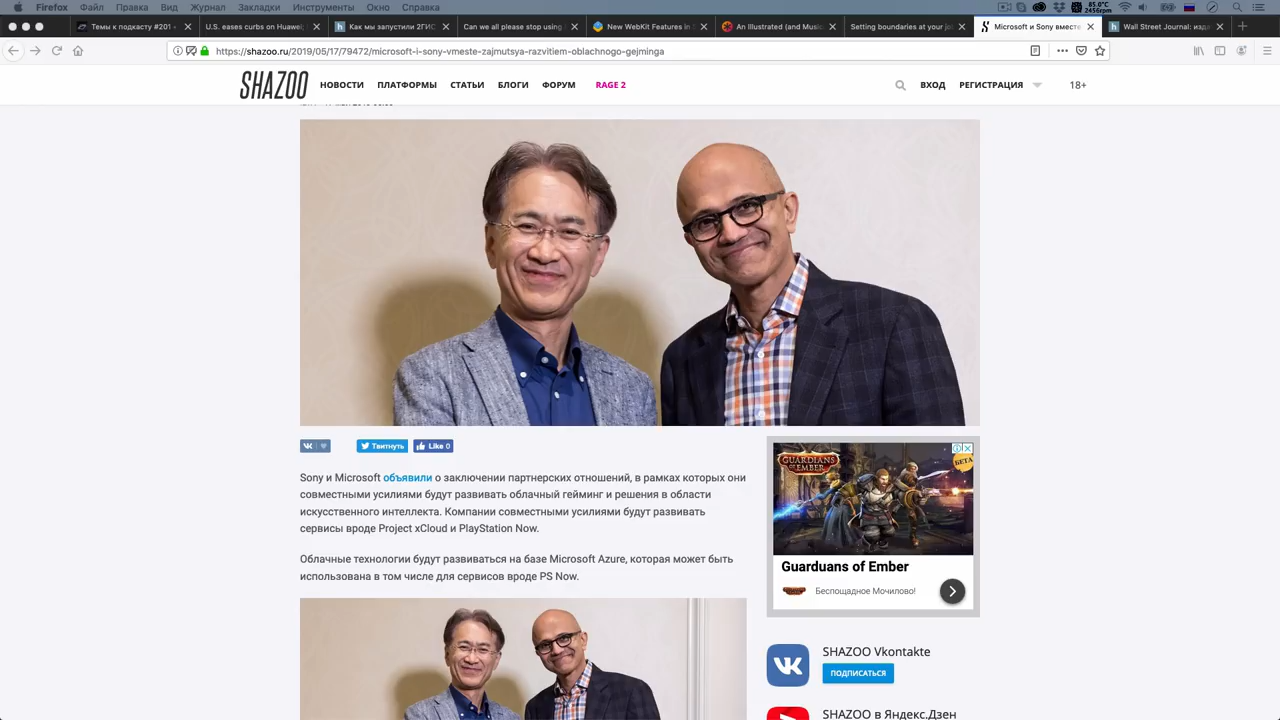 Firefox Файл Правка Вид Журнал Закладки Инструменты Окно Справка
85.0°C
2456rpm
Темы к подкасту #201 -
U.S. eases curbs on Huawei;
Как мы запустили 2ГИС
Can we all please stop using
New WebKit Features in S
An Illustrated (and Music
Setting boundaries at your jo
Microsoft и Sony вместе
Wall Street Journal: изда
https://shazoo.ru/2019/05/17/79472/microsoft-i-sony-vmeste-zajmutsya-razvitiem-oblachnogo-gejminga
SHAZOO НОВОСТИ ПЛАТФОРМЫ СТАТЬИ БЛОГИ ФОРУМ RAGE 2 ВХОД РЕГИСТРАЦИЯ 18+
Твитнуть
Like 0
Sony и Microsoft объявили о заключении партнерских отношений, в рамках которых они
совместными усилиями будут развивать облачный гейминг и решения в области
искусственного интеллекта. Компании совместными усилиями будут развивать
сервисы вроде Project xCloud и PlayStation Now.
Облачные технологии будут развиваться на базе Microsoft Azure, которая может быть
использована в том числе для сервисов вроде PS Now.
GUARDIANS
OF EMBER
БЕТА
Guarduans of Ember
Беспощадное Мочилово!
SHAZOO Vkontakte
ПОДПИСАТЬСЯ
SHAZOO в Яндекс.Дзен